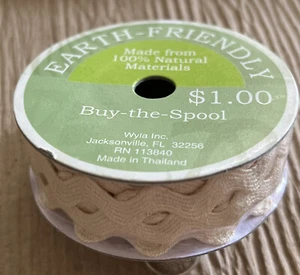 EARTH-FRIENDLY
Made from
100% Natural
Materials
$1.00
Buy-the-Spool
Wyla Inc.
Jacksonville, FL 32256
RN 113840
Made in Thailand